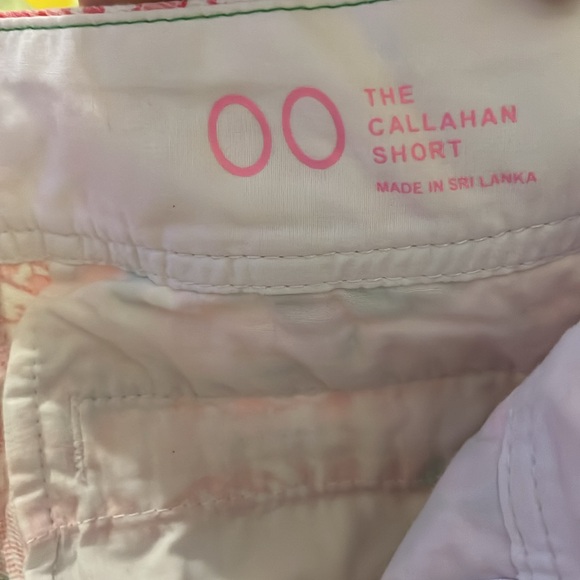 00
THE
CALLAHAN
SHORT
MADE IN SRI LANKA